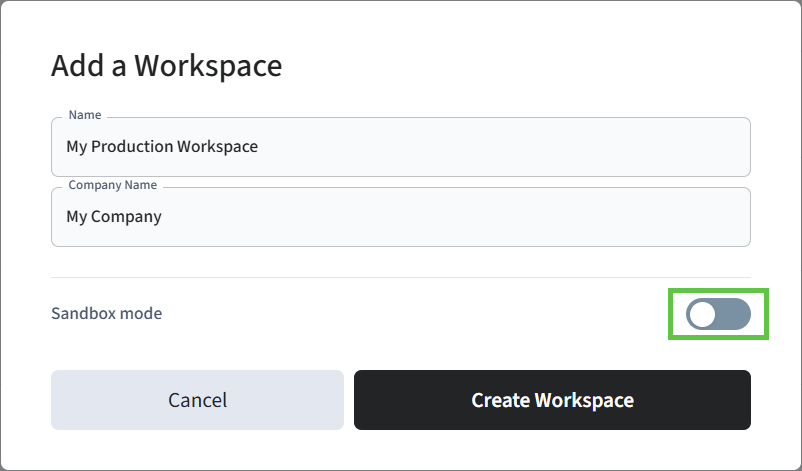 Add a Workspace
Name
My Production Workspace
Company Name
My Company
Sandbox mode
Cancel
Create Workspace